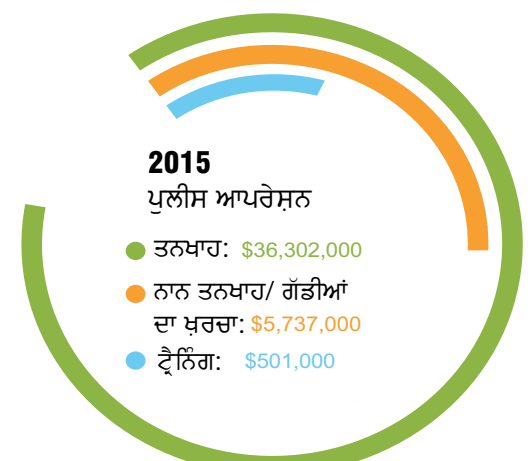 2015
ਪੁਲੀਸ ਆਪਰੇਸ਼ਨ
ਤਨਖਾਹ: $36,302,000
ਨਾਨ ਤਨਖਾਹ/ ਗੱਡੀਆਂ
ਦਾ ਖ਼ਰਚਾ: $5,737,000
ਟ੍ਰੈਨਿੰਗ: $501,000